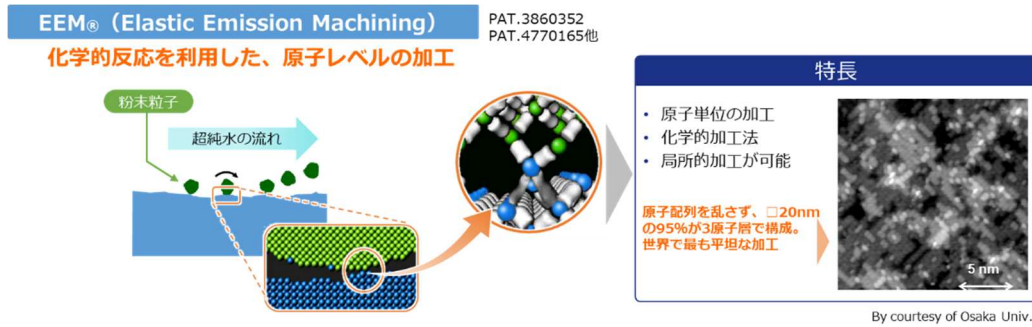 EEM® (Elastic Emission Machining)
PAT.3860352
PAT.4770165他
化学的反応を利用した、原子レベルの加工
粉末粒子
超純水の流れ
特長
• 原子単位の加工
• 化学的加工法
• 局所的加工が可能
原子配列を乱さず、□20nm
の95%が3原子層で構成。
世界で最も平坦な加工
5 nm
By courtesy of Osaka Univ.